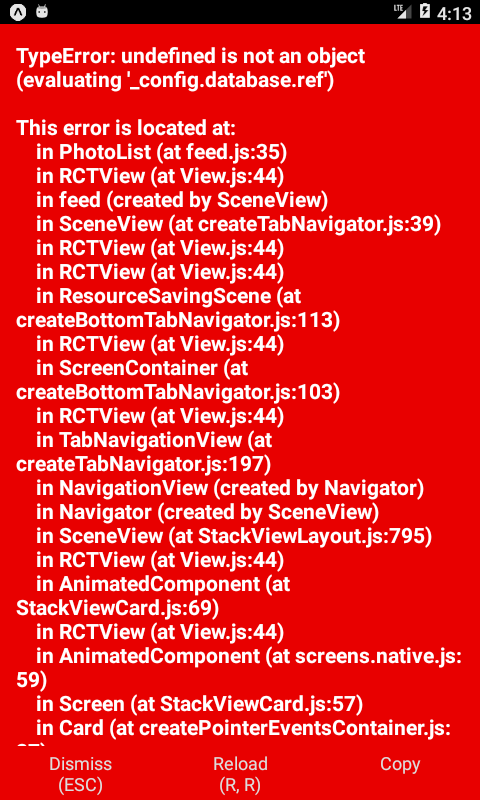 LTE 4:13
TypeError: undefined is not an object
(evaluating '_config.database.ref')
This error is located at:
in PhotoList (at feed.js:35)
in RCTView (at View.js:44)
in feed (created by SceneView)
in SceneView (at createTabNavigator.js:39)
in RCTView (at View.js:44)
in RCTView (at View.js:44)
in ResourceSavingScene (at
createBottomTabNavigator.js:113)
in RCTView (at View.js:44)
in ScreenContainer (at
createBottomTabNavigator.js:103)
in RCTView (at View.js:44)
in TabNavigationView (at
createTabNavigator.js:197)
in NavigationView (created by Navigator)
in Navigator (created by SceneView)
in SceneView (at StackViewLayout.js:795)
in RCTView (at View.js:44)
in AnimatedComponent (at
StackViewCard.js:69)
in RCTView (at View.js:44)
in AnimatedComponent (at screens.native.js:
59)
in Screen (at StackViewCard.js:57)
in Card (at createPointerEventsContainer.js:
Dismiss
(ESC)
Reload
(R, R)
Copy